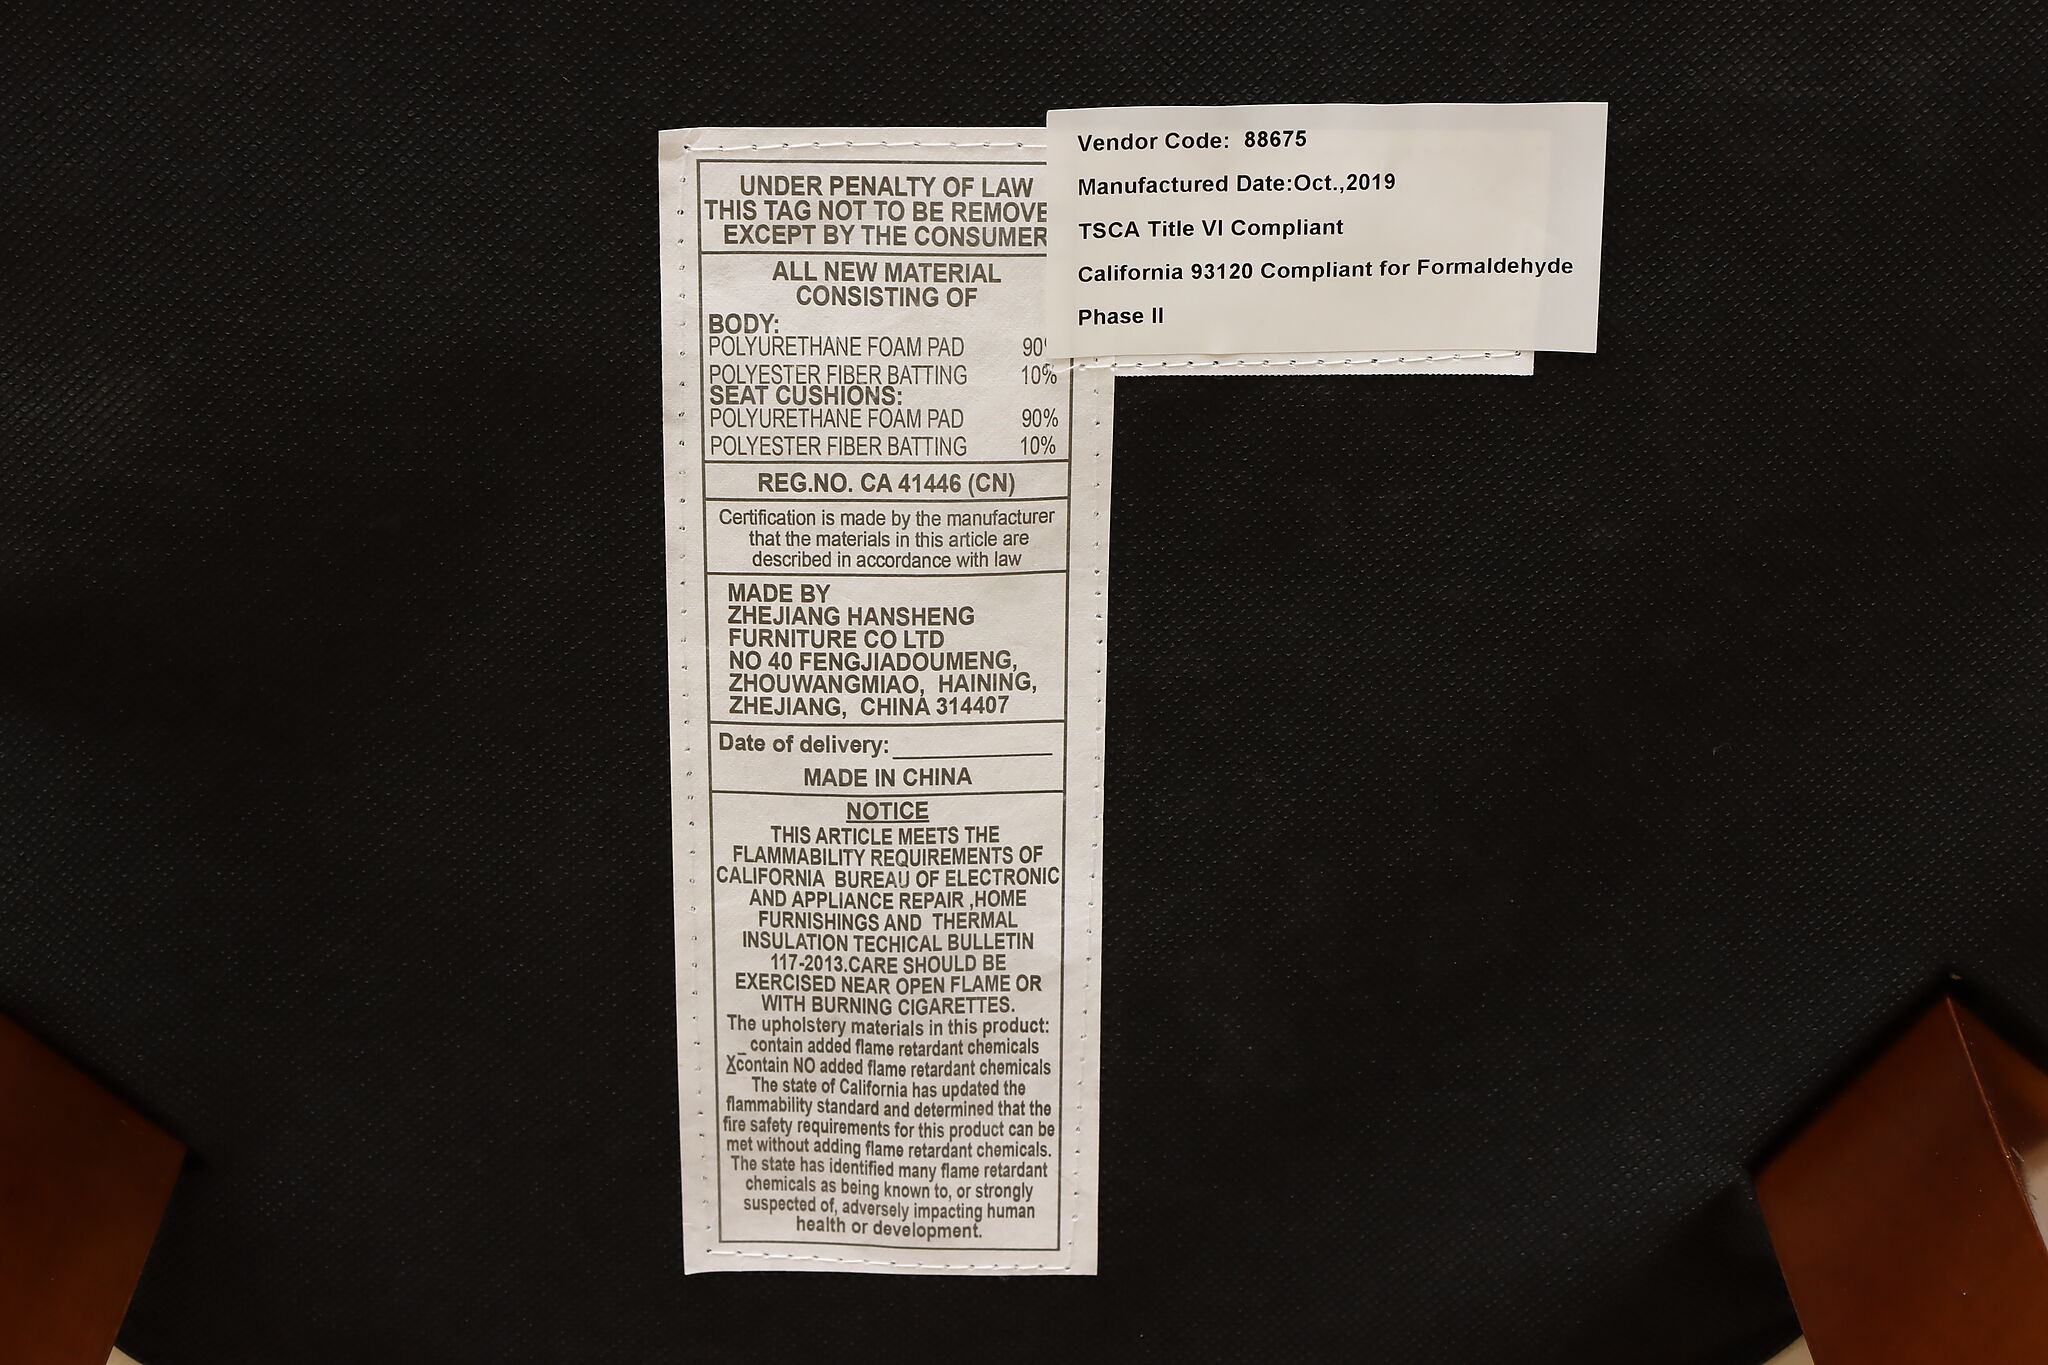 UNDER PENALTY OF LAW
THIS TAG NOT TO BE REMOVE
EXCEPT BY THE CONSUMER
ALL NEW MATERIAL
CONSISTING OF
BODY:
POLYURETHANE FOAM PAD 90%
POLYESTER FIBER BATTING 10%
SEAT CUSHIONS:
POLYURETHANE FOAM PAD 90%
POLYESTER FIBER BATTING 10%
REG.NO. CA 41446 (CN)
Certification is made by the manufacturer
that the materials in this article are
described in accordance with law
MADE BY
ZHEJIANG HANSHENG
FURNITURE CO LTD
NO 40 FENGJIADOUMENG,
ZHOUWANGMIAO, HAINING,
ZHEJIANG, CHINA 314407
Date of delivery:
MADE IN CHINA
NOTICE
THIS ARTICLE MEETS THE
FLAMMABILITY REQUIREMENTS OF
CALIFORNIA BUREAU OF ELECTRONIC
AND APPLIANCE REPAIR ,HOME
FURNISHINGS AND THERMAL
INSULATION TECHICAL BULLETIN
117-2013.CARE SHOULD BE
EXERCISED NEAR OPEN FLAME OR
WITH BURNING CIGARETTES.
The upholstery materials in this product:
_contain added flame retardant chemicals
Xcontain NO added flame retardant chemicals
The state of California has updated the
flammability standard and determined that the
fire safety requirements for this product can be
met without adding flame retardant chemicals.
The state has identified many flame retardant
chemicals as being known to, or strongly
suspected of, adversely impacting human
health or development.
Vendor Code: 88675
Manufactured Date:Oct.,2019
TSCA Title VI Compliant
California 93120 Compliant for Formaldehyde
Phase II